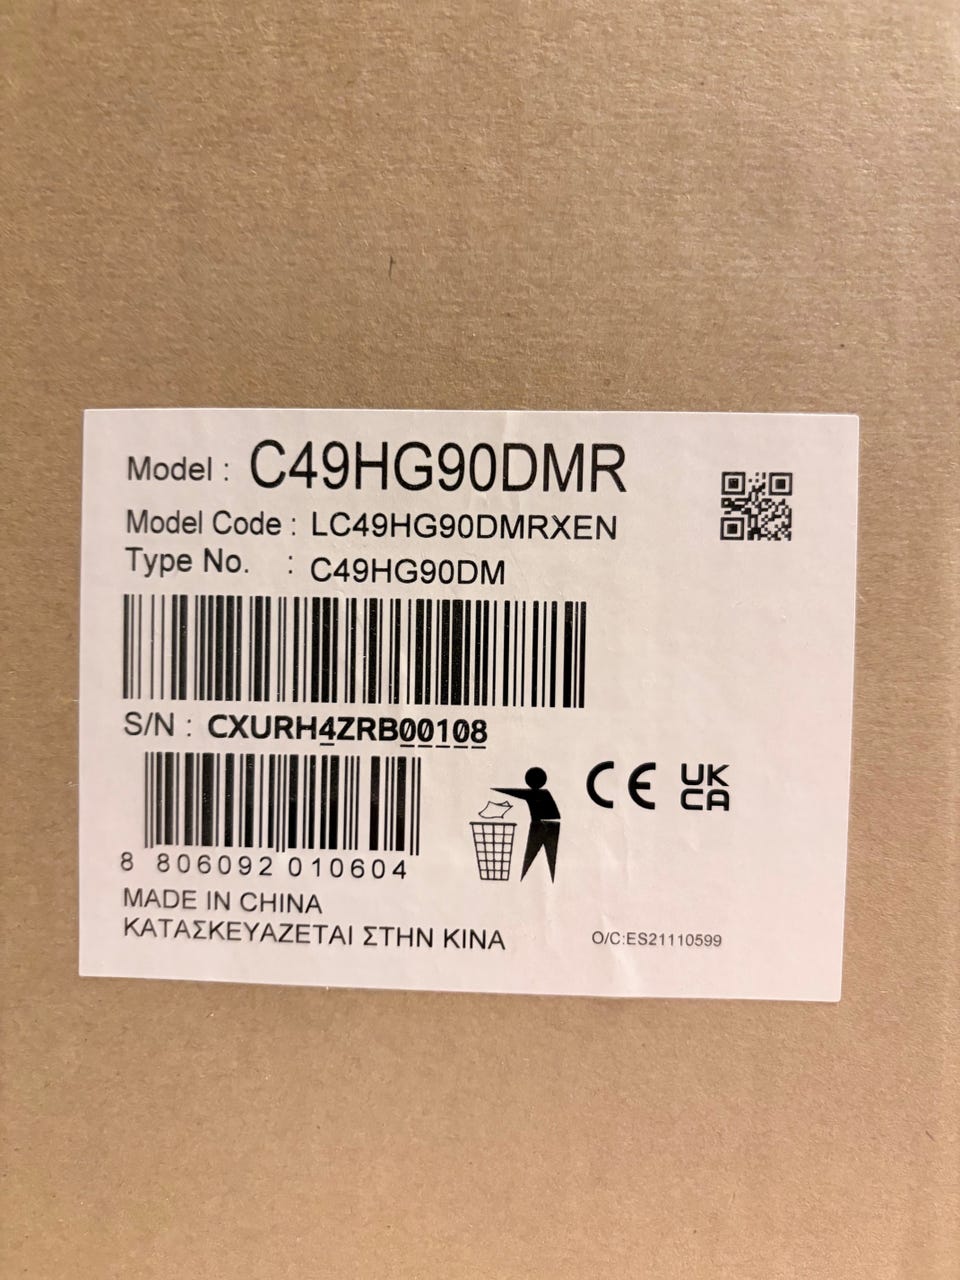 Model : C49HG90DMR
Model Code : LC49HG90DMRXEN
Type No. : C49HG90DM
S/N : CXURH4ZRB00108
8 806092 010604
CE
UK
CA
MADE IN CHINA
ΚΑΤΑΣΚΕΥΑΖΕΤΑΙ ΣΤΗΝ ΚΙΝΑ
O/C:ES21110599